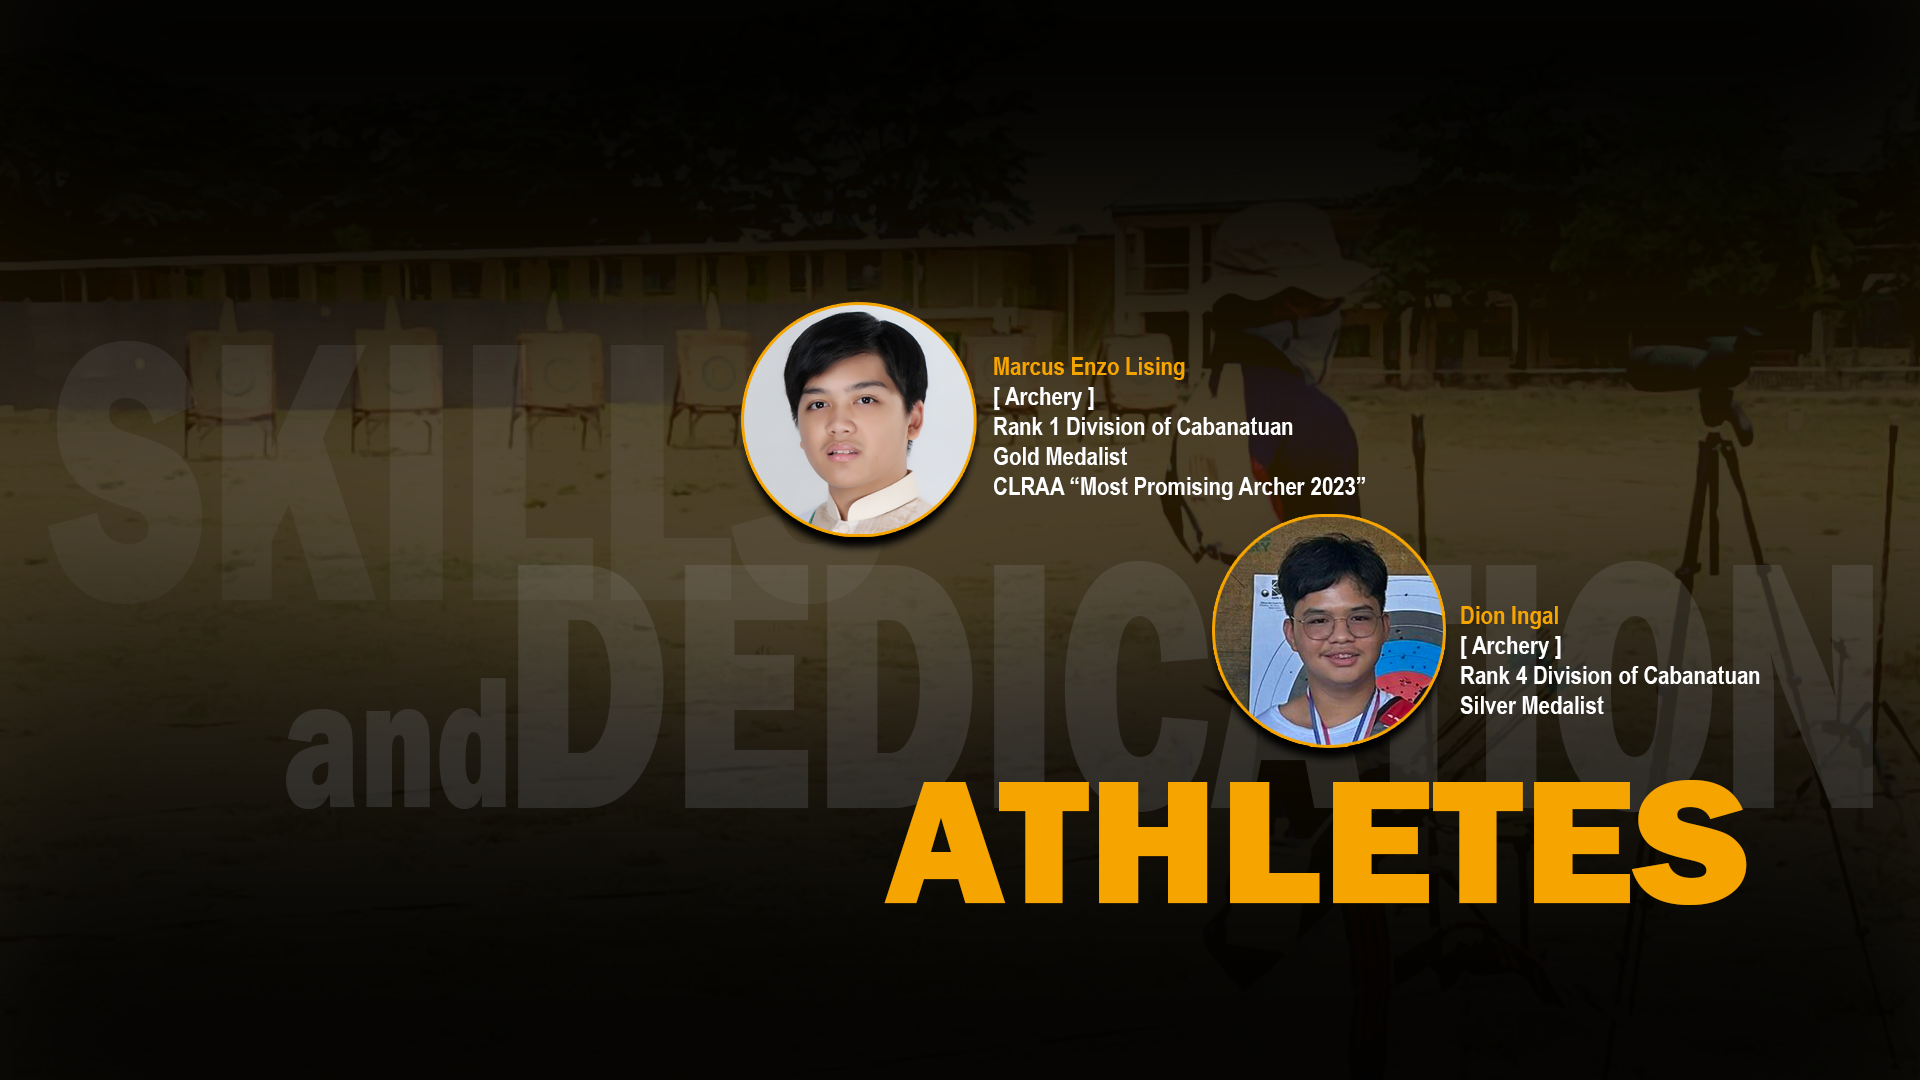 SKILLS
and DEDICATION
Marcus Enzo Lising
[ Archery ]
Rank 1 Division of Cabanatuan
Gold Medalist
CLRAA “Most Promising Archer 2023”
Dion Ingal
[ Archery ]
Rank 4 Division of Cabanatuan
Silver Medalist
ATHLETES